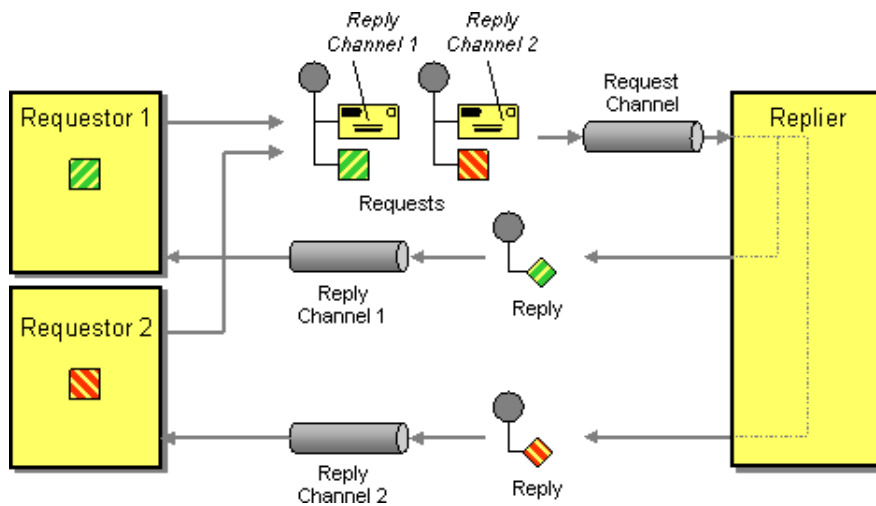 Reply
Channel 1
Reply
Channel 2
Request
Channel
Requestor 1
Replier
Requests
Reply
Channel 1
Reply
Requestor 2
Reply
Channel 2
Reply